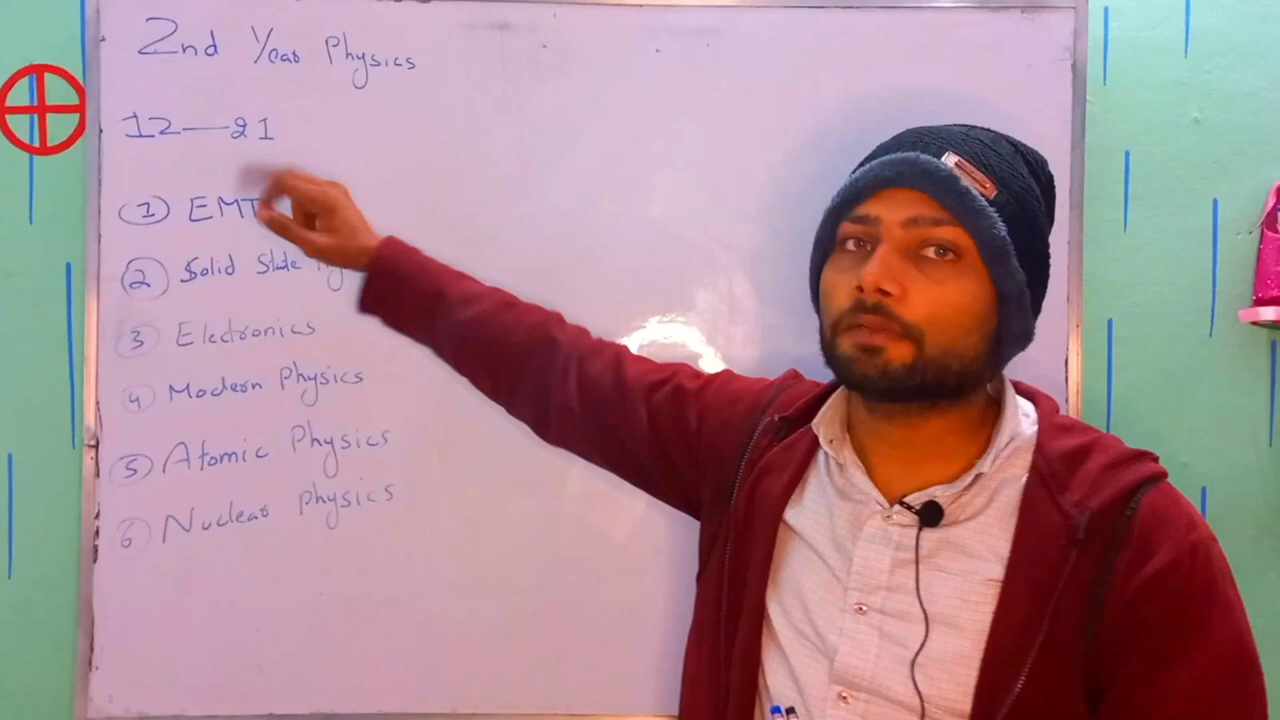 2nd Year Physics
12—21
① EMT
② Solid State
③ Electronics
④ Modern Physics
⑤ Atomic Physics
⑥ Nuclear Physics